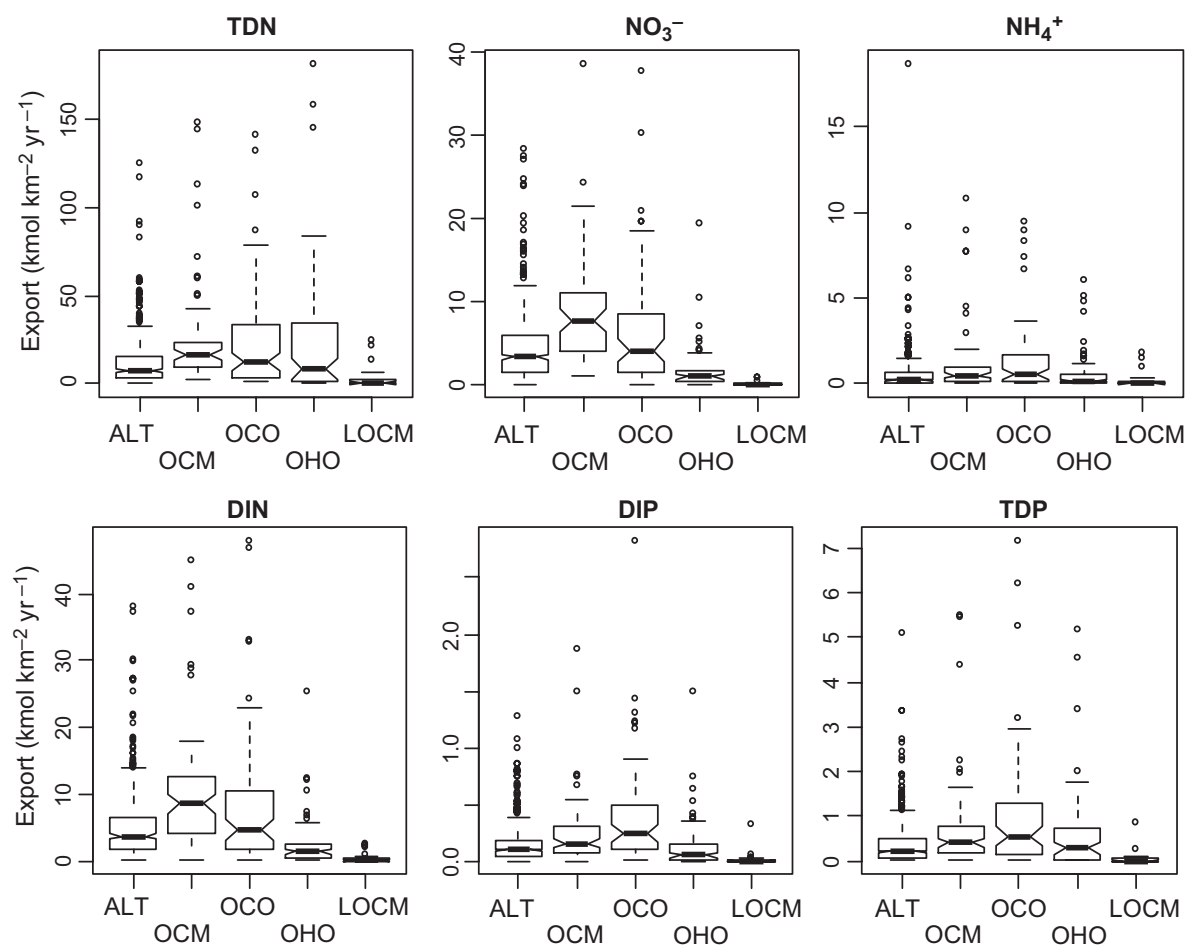 TDN NO₃⁻ NH₄⁺
Export (kmol km⁻² yr⁻¹)
0 50 100 150
0 10 20 30 40
0 5 10 15
ALT OCM OCO OHO LOCM
ALT OCM OCO OHO LOCM
ALT OCM OCO OHO LOCM
DIN DIP TDP
Export (kmol km⁻² yr⁻¹)
0 10 20 30 40
0.0 1.0 2.0
0 1 2 3 4 5 6 7
ALT OCM OCO OHO LOCM
ALT OCM OCO OHO LOCM
ALT OCM OCO OHO LOCM